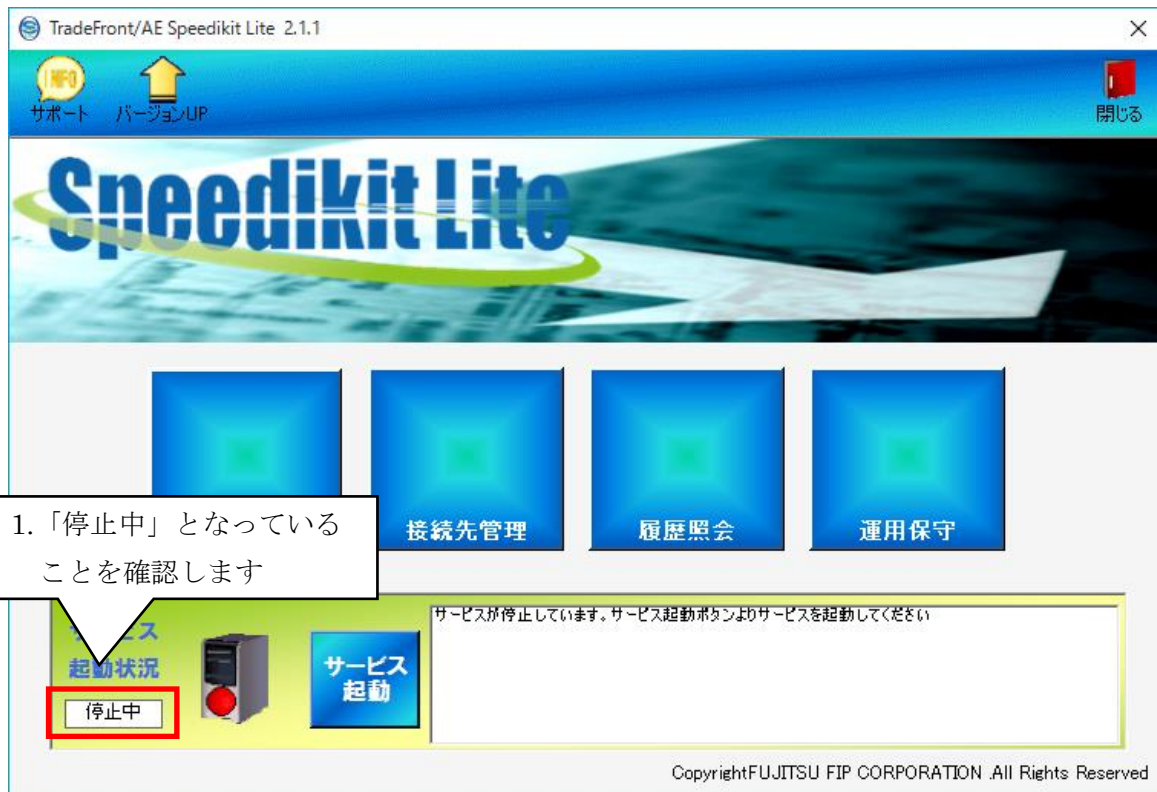 TradeFront/AE Speedikit Lite 2.1.1
サポート バージョンUP
閉じる
Speedikit Lite
接続先管理 履歴照会 運用保守
1.「停止中」となっている
ことを確認します
起動状況
停止中
サービス
起動
サービスが停止しています。サービス起動ボタンよりサービスを起動してください
CopyrightFUJITSU FIP CORPORATION .All Rights Reserved